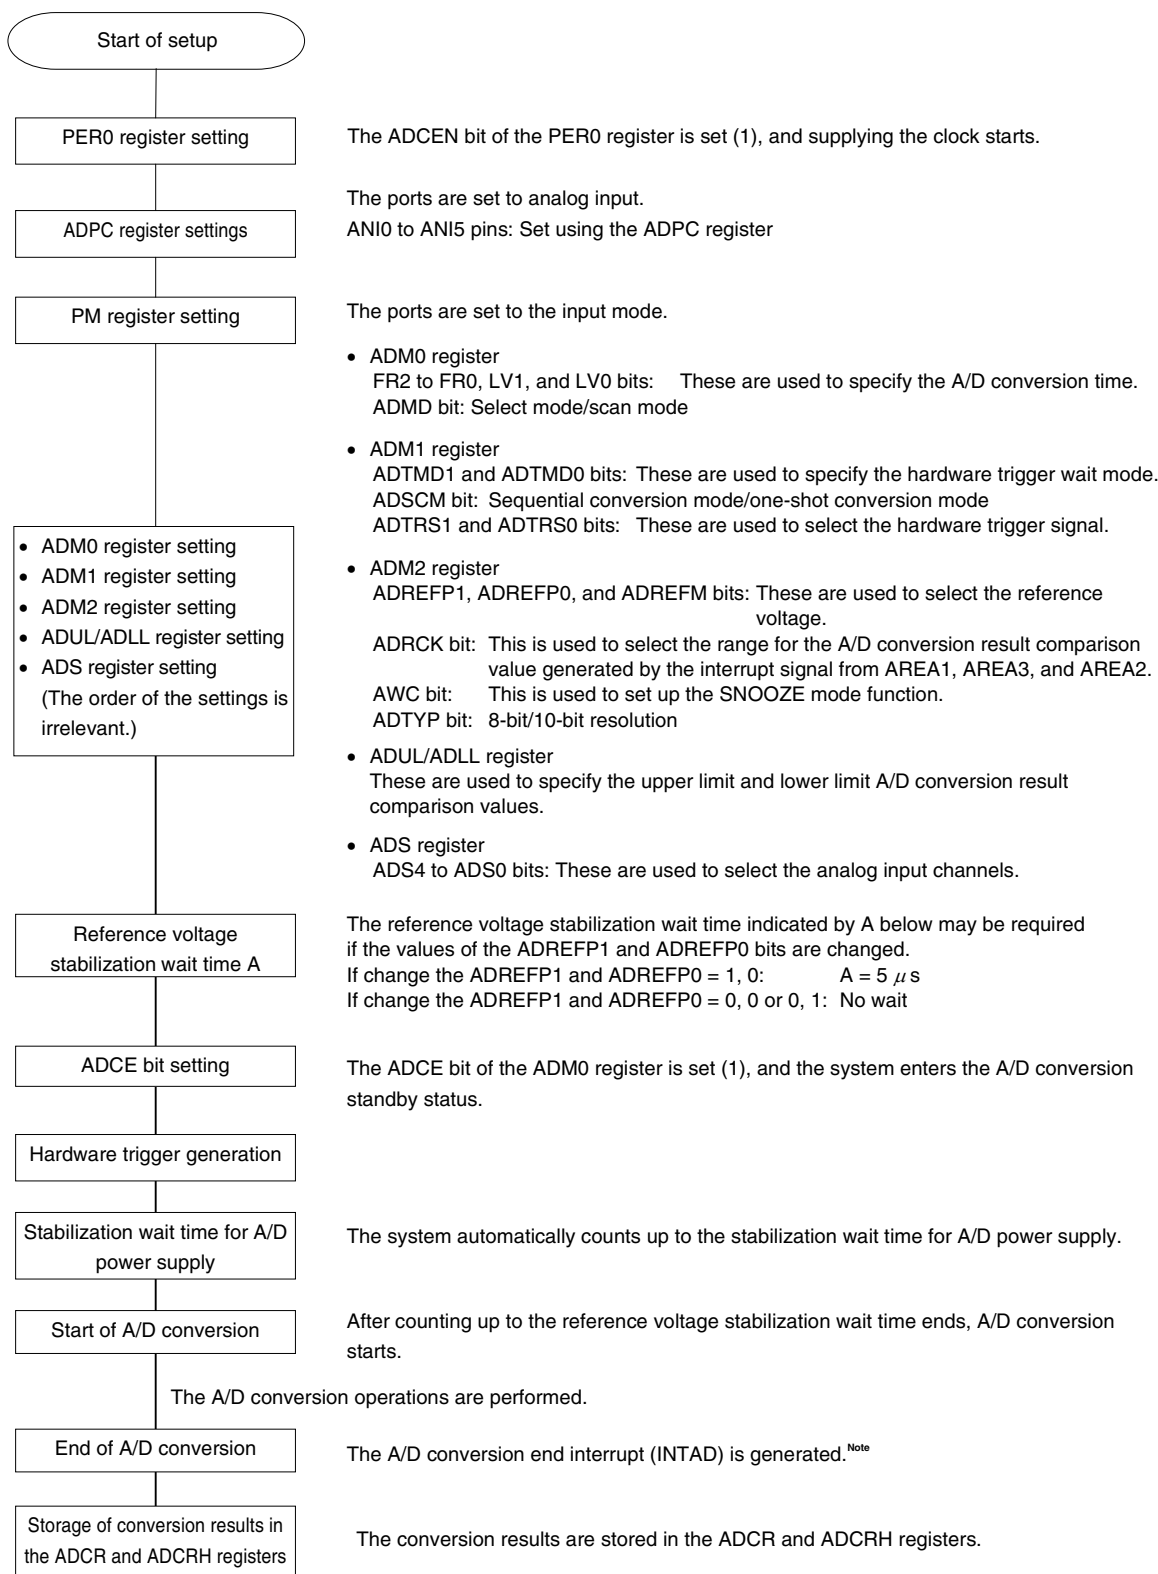 Start of setup
PER0 register setting
The ADCEN bit of the PER0 register is set (1), and supplying the clock starts.
The ports are set to analog input.
ADPC register settings
ANI0 to ANI5 pins: Set using the ADPC register
PM register setting
The ports are set to the input mode.
• ADM0 register
FR2 to FR0, LV1, and LV0 bits: These are used to specify the A/D conversion time.
ADMD bit: Select mode/scan mode
• ADM1 register
ADTMD1 and ADTMD0 bits: These are used to specify the hardware trigger wait mode.
ADSCM bit: Sequential conversion mode/one-shot conversion mode
ADTRS1 and ADTRS0 bits: These are used to select the hardware trigger signal.
• ADM0 register setting
• ADM1 register setting
• ADM2 register setting
• ADUL/ADLL register setting
• ADS register setting
(The order of the settings is
irrelevant.)
• ADM2 register
ADREFP1, ADREFP0, and ADREFM bits: These are used to select the reference
voltage.
ADRCK bit: This is used to select the range for the A/D conversion result comparison
value generated by the interrupt signal from AREA1, AREA3, and AREA2.
AWC bit: This is used to set up the SNOOZE mode function.
ADTYP bit: 8-bit/10-bit resolution
• ADUL/ADLL register
These are used to specify the upper limit and lower limit A/D conversion result
comparison values.
• ADS register
ADS4 to ADS0 bits: These are used to select the analog input channels.
Reference voltage
stabilization wait time A
The reference voltage stabilization wait time indicated by A below may be required
if the values of the ADREFP1 and ADREFP0 bits are changed.
If change the ADREFP1 and ADREFP0 = 1, 0: A = 5 μ s
If change the ADREFP1 and ADREFP0 = 0, 0 or 0, 1: No wait
ADCE bit setting
The ADCE bit of the ADM0 register is set (1), and the system enters the A/D conversion
standby status.
Hardware trigger generation
Stabilization wait time for A/D
power supply
The system automatically counts up to the stabilization wait time for A/D power supply.
Start of A/D conversion
After counting up to the reference voltage stabilization wait time ends, A/D conversion
starts.
The A/D conversion operations are performed.
End of A/D conversion
The A/D conversion end interrupt (INTAD) is generated.Note
Storage of conversion results in
the ADCR and ADCRH registers
The conversion results are stored in the ADCR and ADCRH registers.